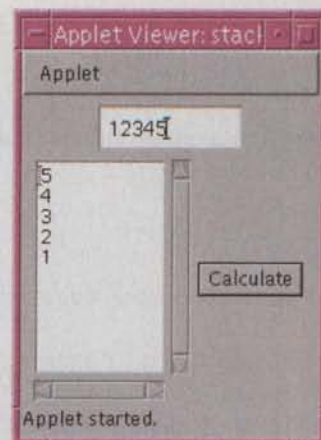 Applet Viewer: stacl
Applet
12345
5
4
3
2
1
Calculate
Applet started.